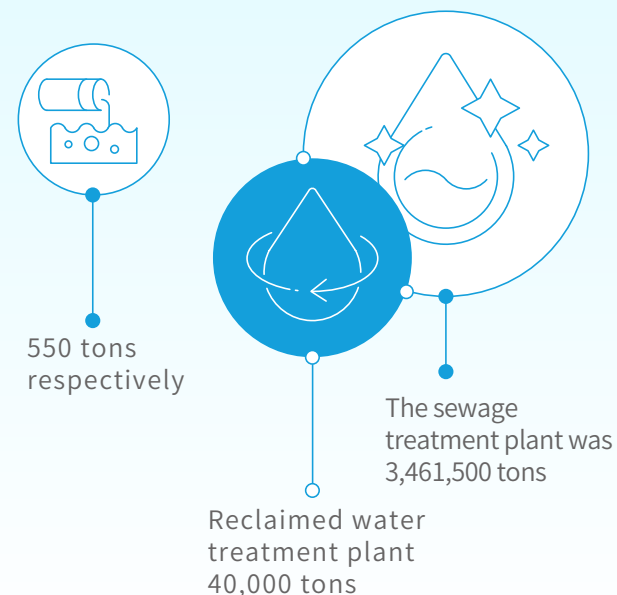 550 tons
respectively
The sewage
treatment plant was
3,461,500 tons
Reclaimed water
treatment plant
40,000 tons